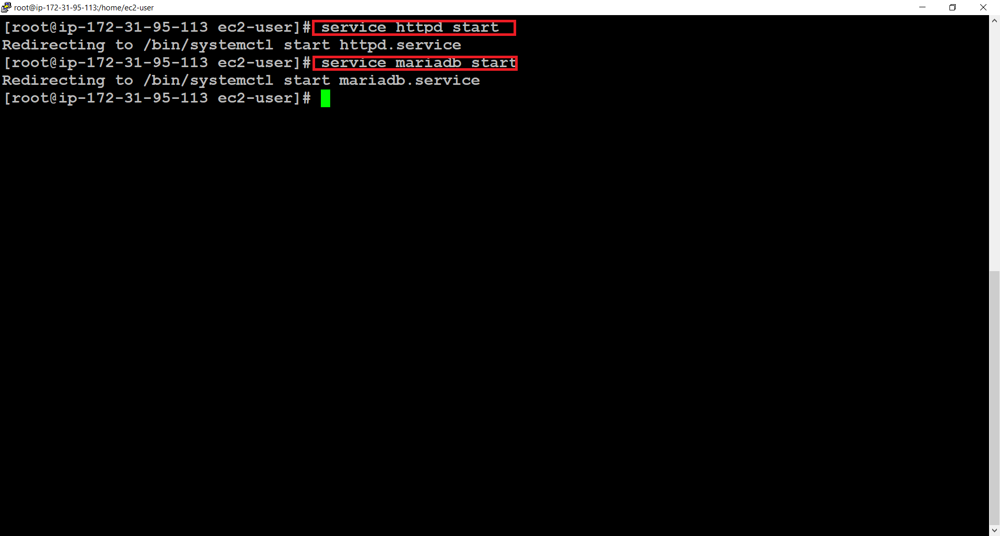 root@ip-172-31-95-113:/home/ec2-user
[root@ip-172-31-95-113 ec2-user]# service httpd start
Redirecting to /bin/systemctl start httpd.service
[root@ip-172-31-95-113 ec2-user]# service mariadb start
Redirecting to /bin/systemctl start mariadb.service
[root@ip-172-31-95-113 ec2-user]#